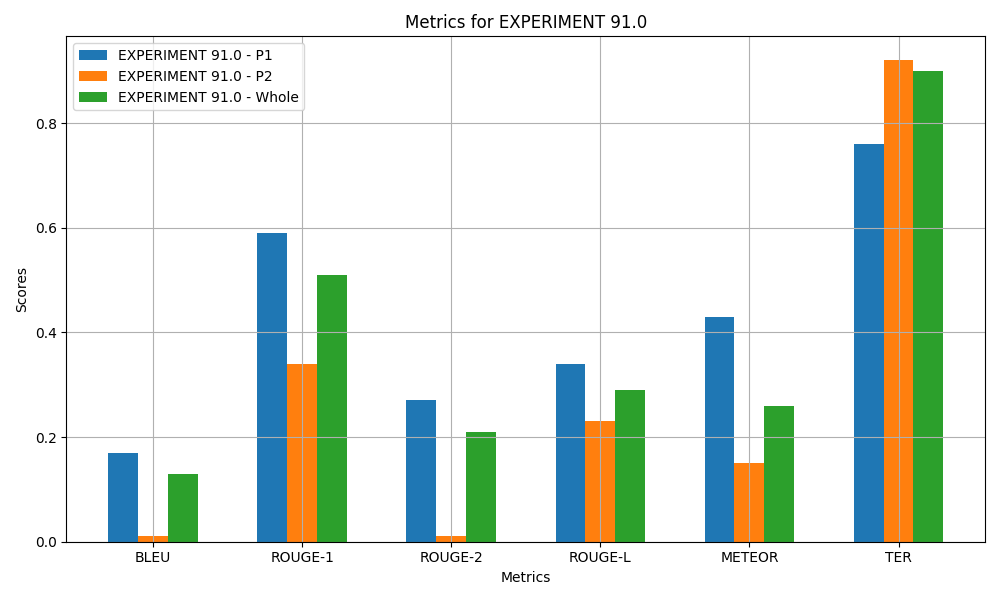 Metrics for EXPERIMENT 91.0
EXPERIMENT 91.0 - P1
EXPERIMENT 91.0 - P2
EXPERIMENT 91.0 - Whole
Scores
0.8
0.6
0.4
0.2
0.0
BLEU
ROUGE-1
ROUGE-2
ROUGE-L
METEOR
TER
Metrics